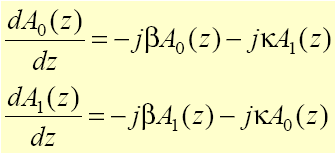 dA₀(z)/dz = −jβA₀(z) − jκA₁(z)
dA₁(z)/dz = −jβA₁(z) − jκA₀(z)